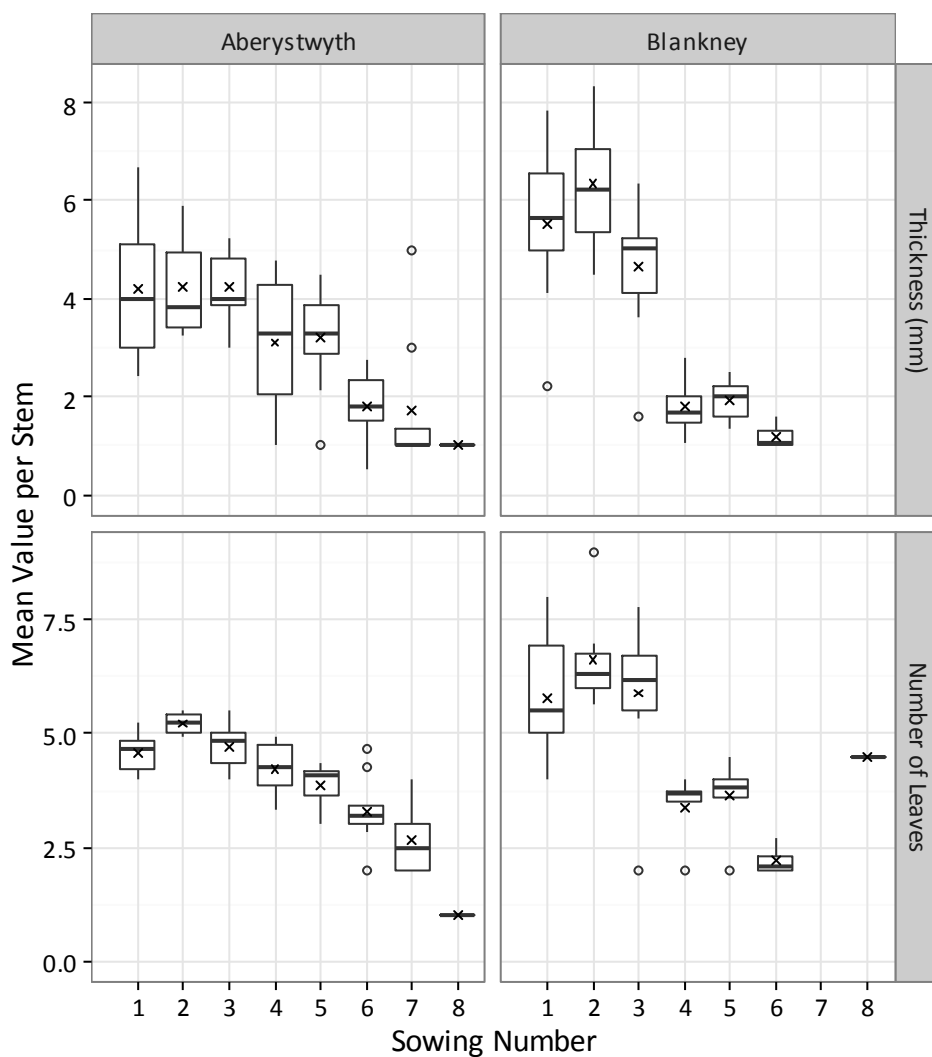 Aberystwyth
Blankney
8
6
4
2
0
Thickness (mm)
Mean Value per Stem
7.5
5.0
2.5
0.0
Number of Leaves
1 2 3 4 5 6 7 8
1 2 3 4 5 6 7 8
Sowing Number